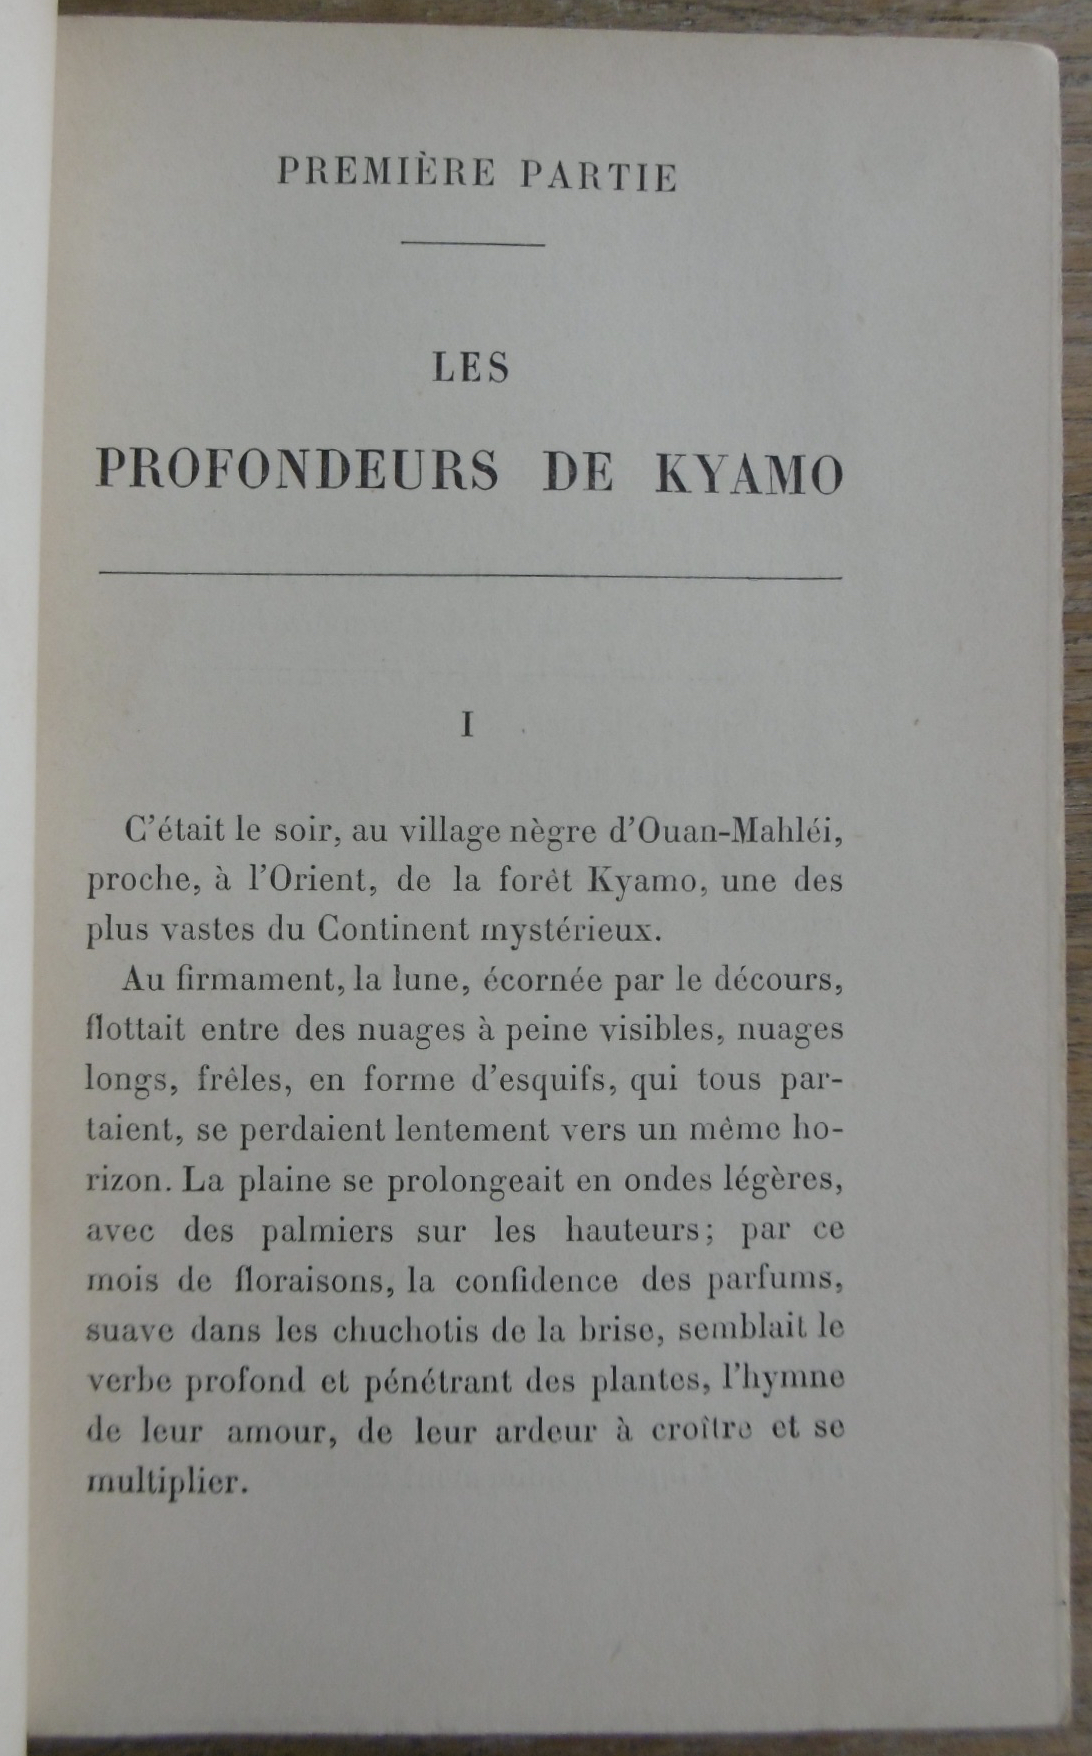 PREMIÈRE PARTIE
LES
PROFONDEURS DE KYAMO
I
C'était le soir, au village nègre d'Ouan-Mahléi,
proche, à l'Orient, de la forêt Kyamo, une des
plus vastes du Continent mystérieux.
Au firmament, la lune, écornée par le décours,
flottait entre des nuages à peine visibles, nuages
longs, frêles, en forme d'esquifs, qui tous par-
taient, se perdaient lentement vers un même ho-
rizon. La plaine se prolongeait en ondes légères,
avec des palmiers sur les hauteurs; par ce
mois de floraisons, la confidence des parfums,
suave dans les chuchotis de la brise, semblait le
verbe profond et pénétrant des plantes, l'hymne
de leur amour, de leur ardeur à croître et se
multiplier.